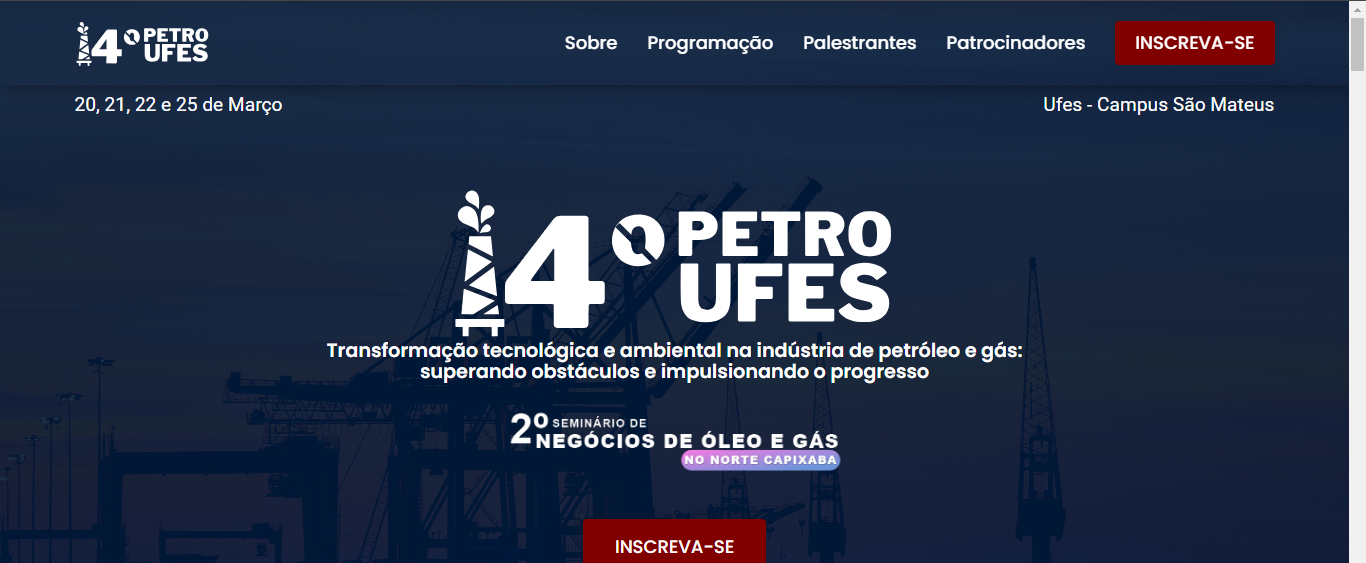 14º PETRO
UFES
Sobre Programação Palestrantes Patrocinadores INSCREVA-SE
20, 21, 22 e 25 de Março
Ufes - Campus São Mateus
14º PETRO
UFES
Transformação tecnológica e ambiental na indústria de petróleo e gás:
superando obstáculos e impulsionando o progresso
2º SEMINÁRIO DE
NEGÓCIOS DE ÓLEO E GÁS
NO NORTE CAPIXABA
INSCREVA-SE